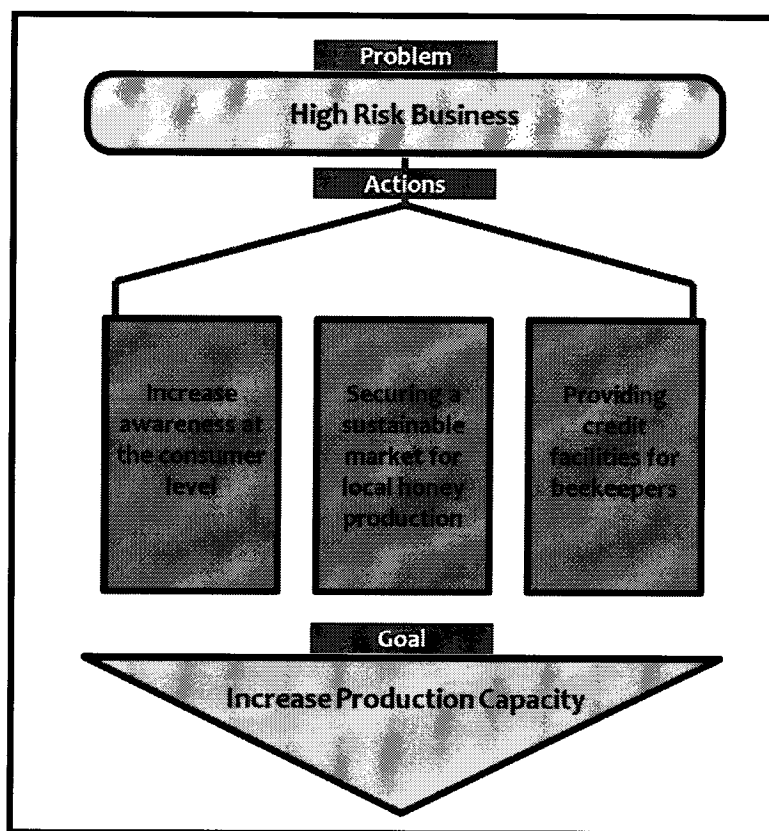 Problem
High Risk Business
Actions
Increase
awareness at
the consumer
level
Securing a
sustainable
market for
local honey
production
Providing
credit
facilities for
beekeepers
Goal
Increase Production Capacity